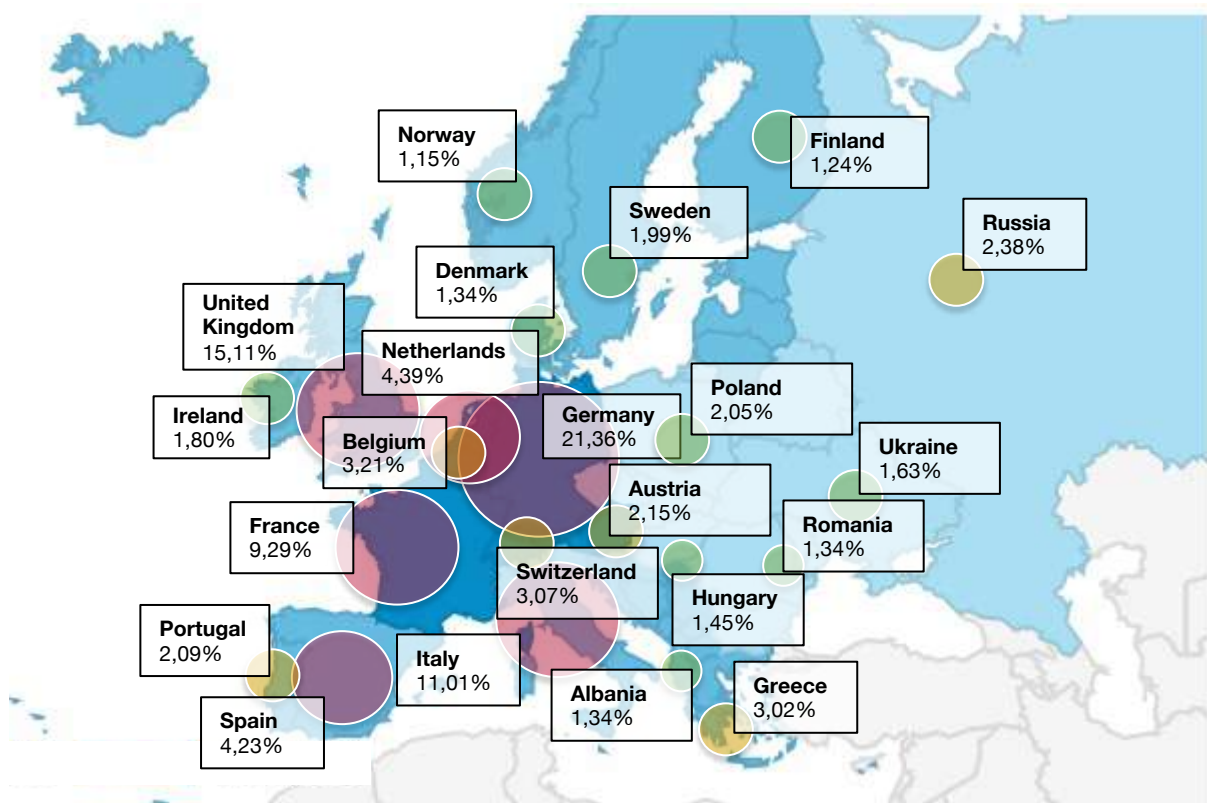 Norway
1,15%
Finland
1,24%
Sweden
1,99%
Russia
2,38%
Denmark
1,34%
United
Kingdom
15,11%
Netherlands
4,39%
Poland
2,05%
Ireland
1,80%
Belgium
3,21%
Germany
21,36%
Ukraine
1,63%
Austria
2,15%
France
9,29%
Romania
1,34%
Switzerland
3,07%
Hungary
1,45%
Portugal
2,09%
Italy
11,01%
Albania
1,34%
Greece
3,02%
Spain
4,23%